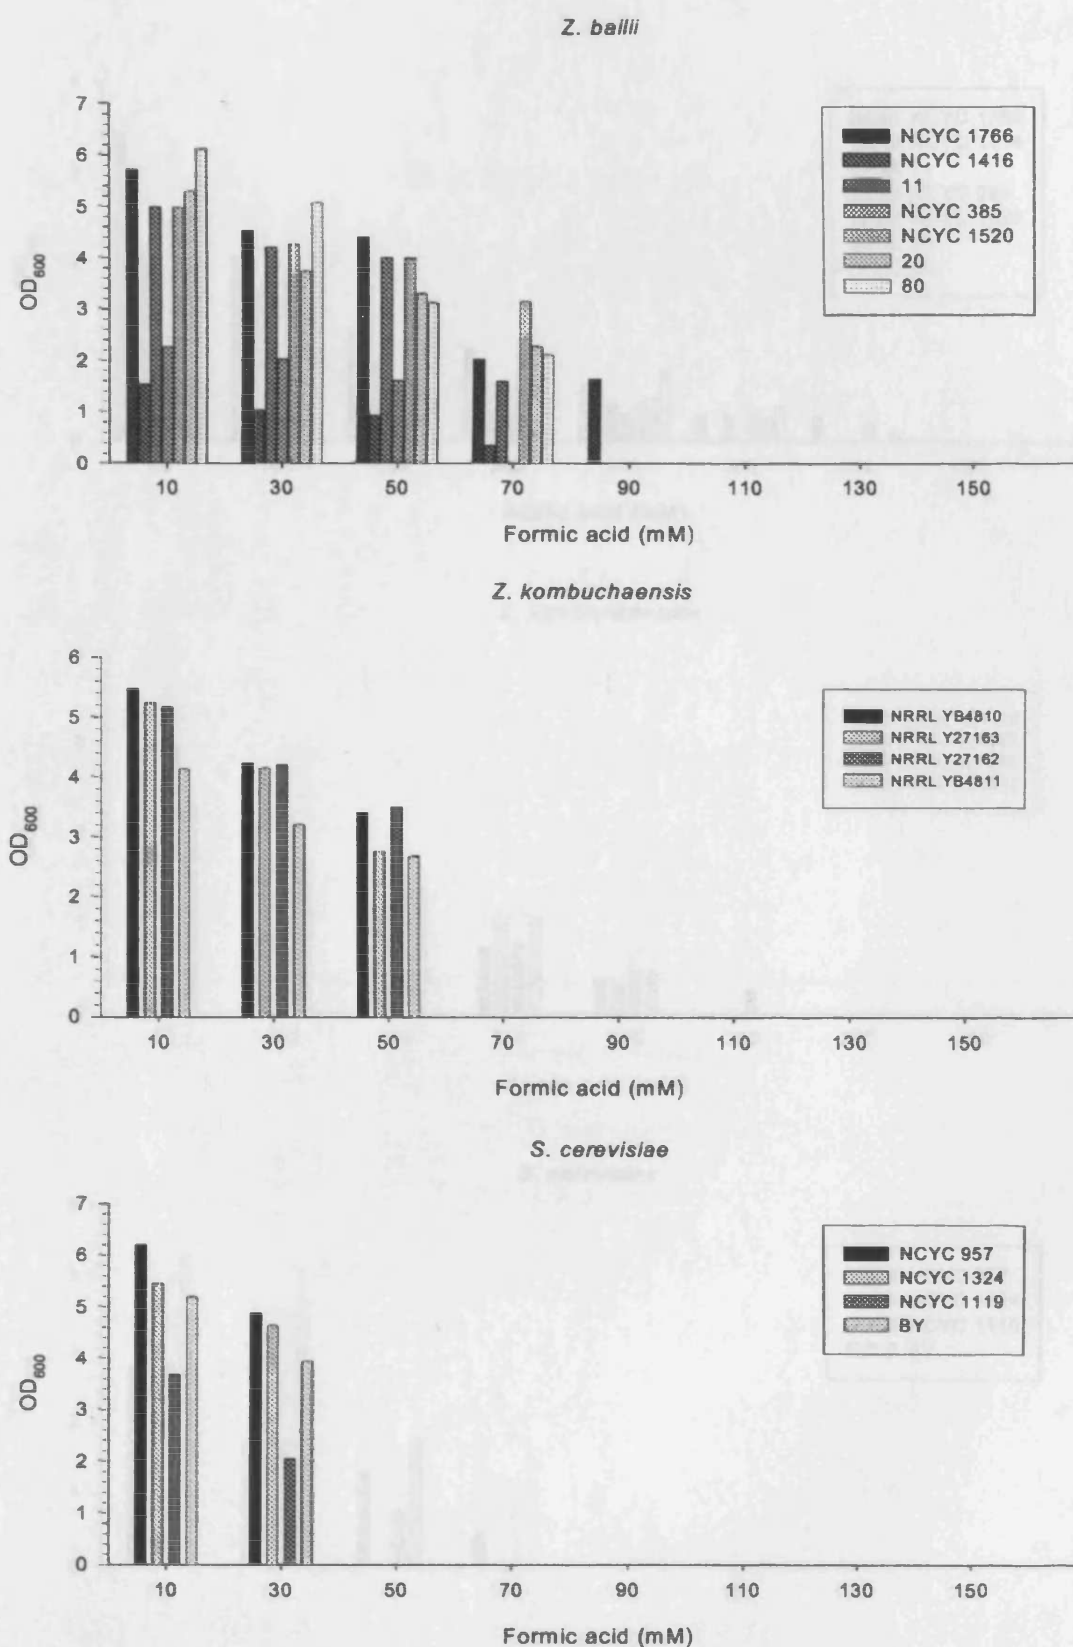 Z. bailii
7
6
5
4
3
2
1
0
OD600
NCYC 1766
NCYC 1416
11
NCYC 385
NCYC 1520
20
80
10 30 50 70 90 110 130 150
Formic acid (mM)
Z. kombuchaensis
6
5
4
3
2
1
0
OD600
NRRL YB4810
NRRL Y27163
NRRL Y27162
NRRL YB4811
10 30 50 70 90 110 130 150
Formic acid (mM)
S. cerevisiae
7
6
5
4
3
2
1
0
OD600
NCYC 957
NCYC 1324
NCYC 1119
BY
10 30 50 70 90 110 130 150
Formic acid (mM)